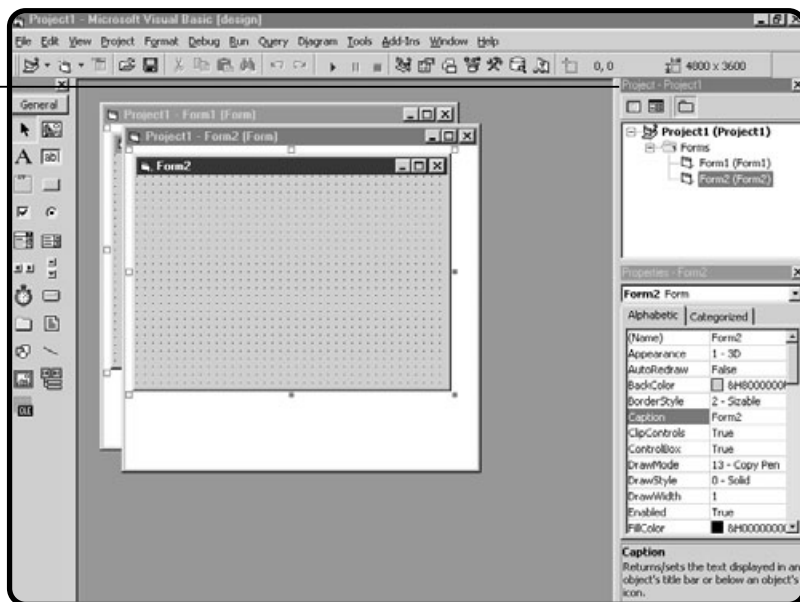 Project1 - Microsoft Visual Basic [design]
File Edit View Project Format Debug Run Query Diagram Tools Add-Ins Window Help
0, 0
4800 x 3600
General
A
ab
OLE
Project1 - Form1 (Form)
Project1 - Form2 (Form)
Form2
Project - Project1
Project1 (Project1)
Forms
Form1 (Form1)
Form2 (Form2)
Properties - Form2
Form2 Form
Alphabetic Categorized
(Name) Form2
Appearance 1 - 3D
AutoRedraw False
BackColor &H8000000
BorderStyle 2 - Sizable
Caption Form2
ClipControls True
ControlBox True
DrawMode 13 - Copy Pen
DrawStyle 0 - Solid
DrawWidth 1
Enabled True
FillColor &H0000000
Caption
Returns/sets the text displayed in an
object's title bar or below an object's
icon.